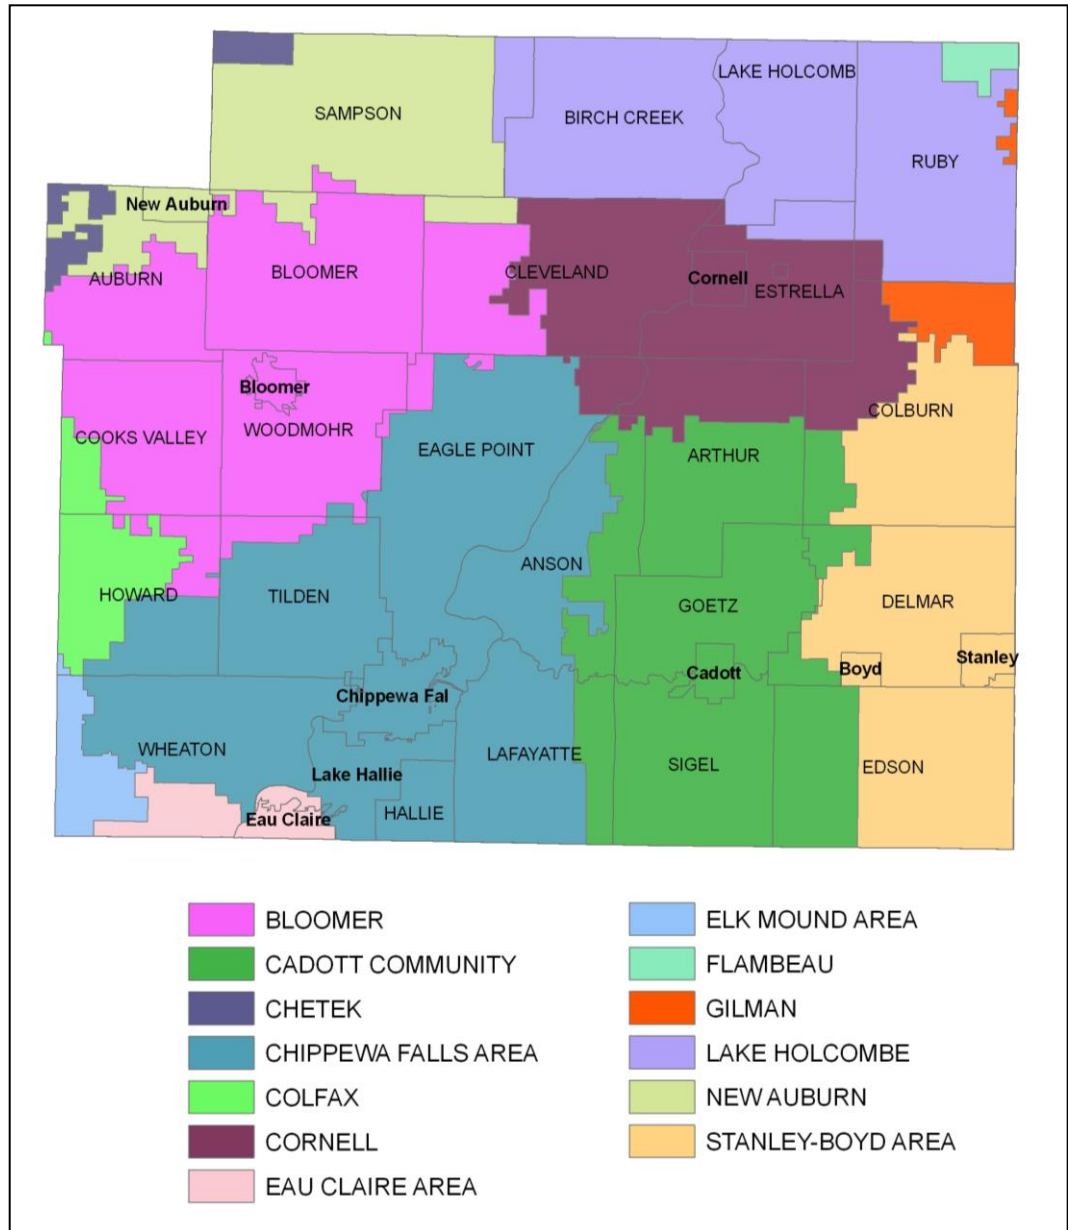 LAKE HOLCOMB
SAMPSON
BIRCH CREEK
RUBY
New Auburn
BLOOMER
CLEVELAND
AUBURN
Cornell
ESTRELLA
Bloomer
COLBURN
WOODMOHR
COOKS VALLEY
EAGLE POINT
ARTHUR
ANSON
HOWARD
TILDEN
GOETZ
DELMAR
Stanley
Boyd
Cadott
Chippewa Fal
WHEATON
LAFAYATTE
SIGEL
EDSON
Lake Hallie
HALLIE
Eau Claire
BLOOMER
CADOTT COMMUNITY
CHETEK
CHIPPEWA FALLS AREA
COLFAX
CORNELL
EAU CLAIRE AREA
ELK MOUND AREA
FLAMBEAU
GILMAN
LAKE HOLCOMBE
NEW AUBURN
STANLEY-BOYD AREA